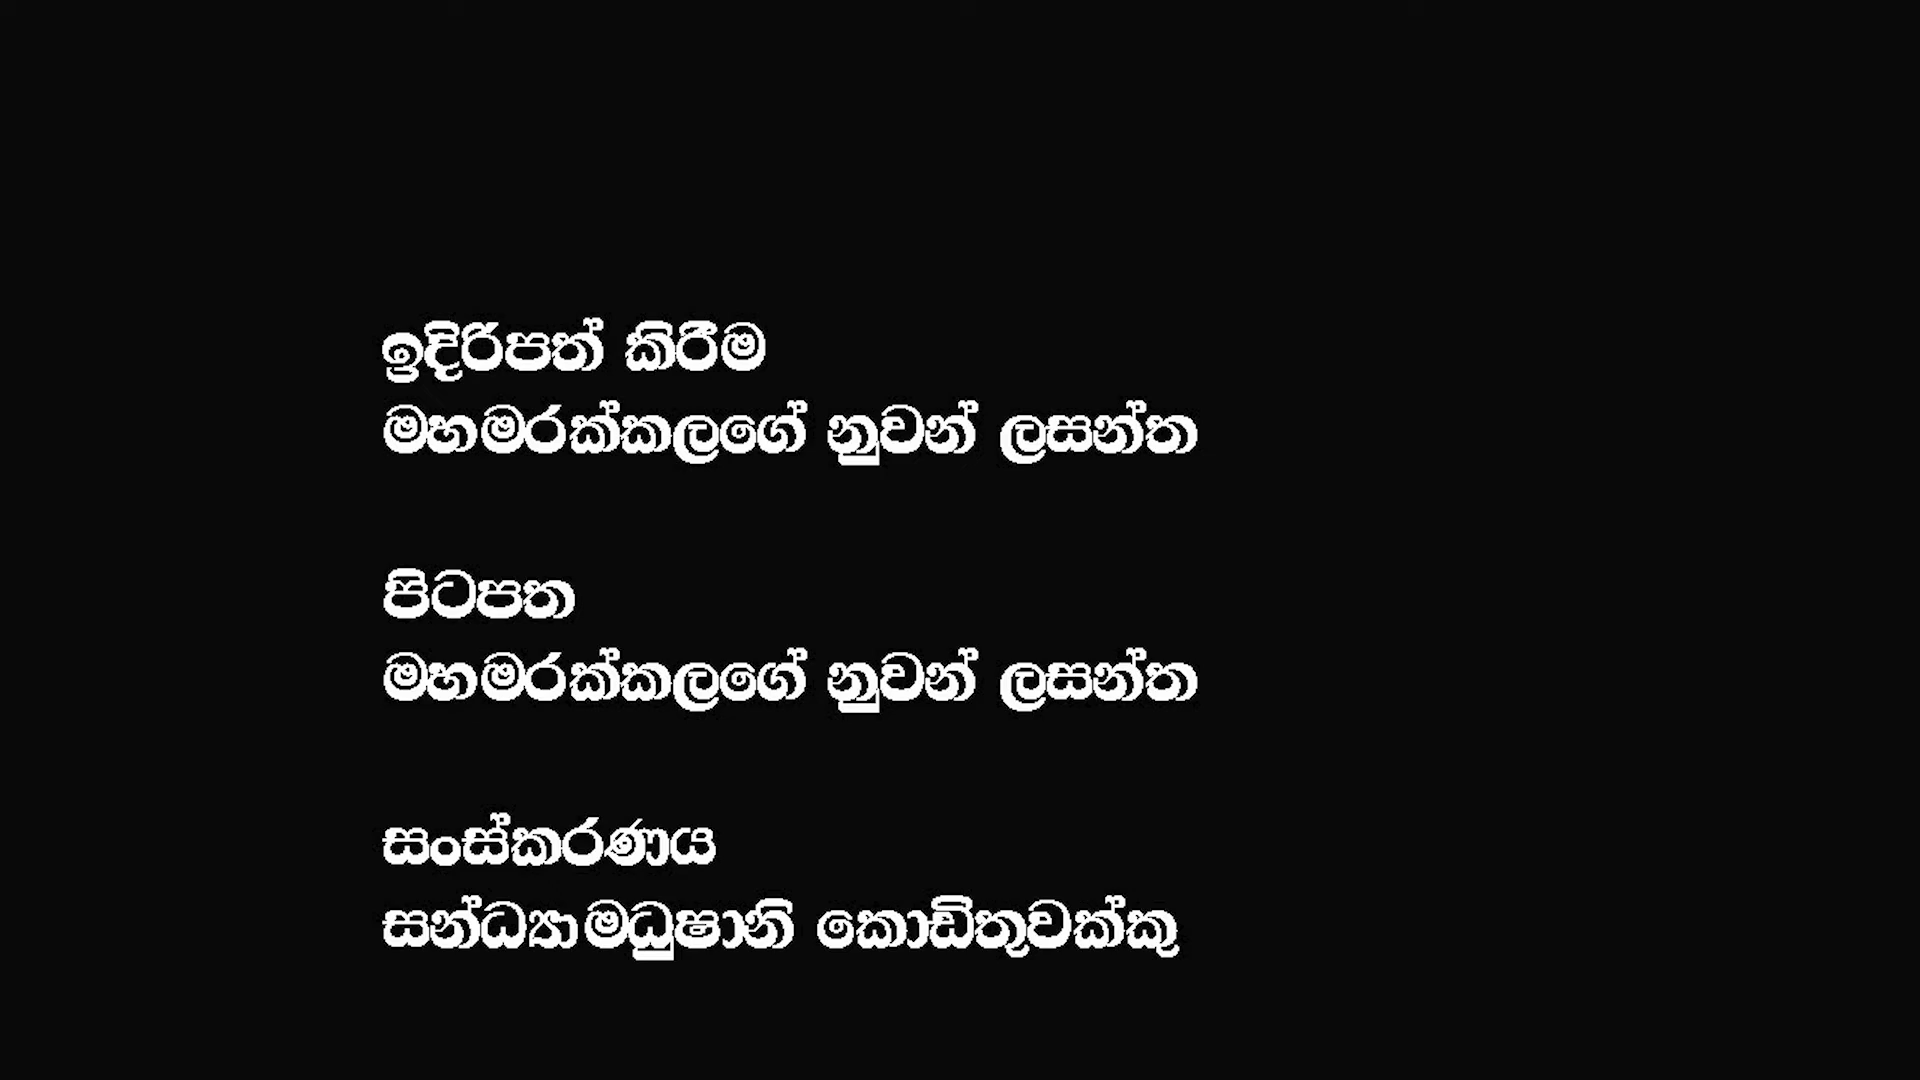 ඉදිරිපත් කිරීම
මහමරක්කලගේ නුවන් ලසන්ත
පිටපත
මහමරක්කලගේ නුවන් ලසන්ත
සංස්කරණය
සන්ධ්‍යාමධුෂානි කොඩිතුවක්කු